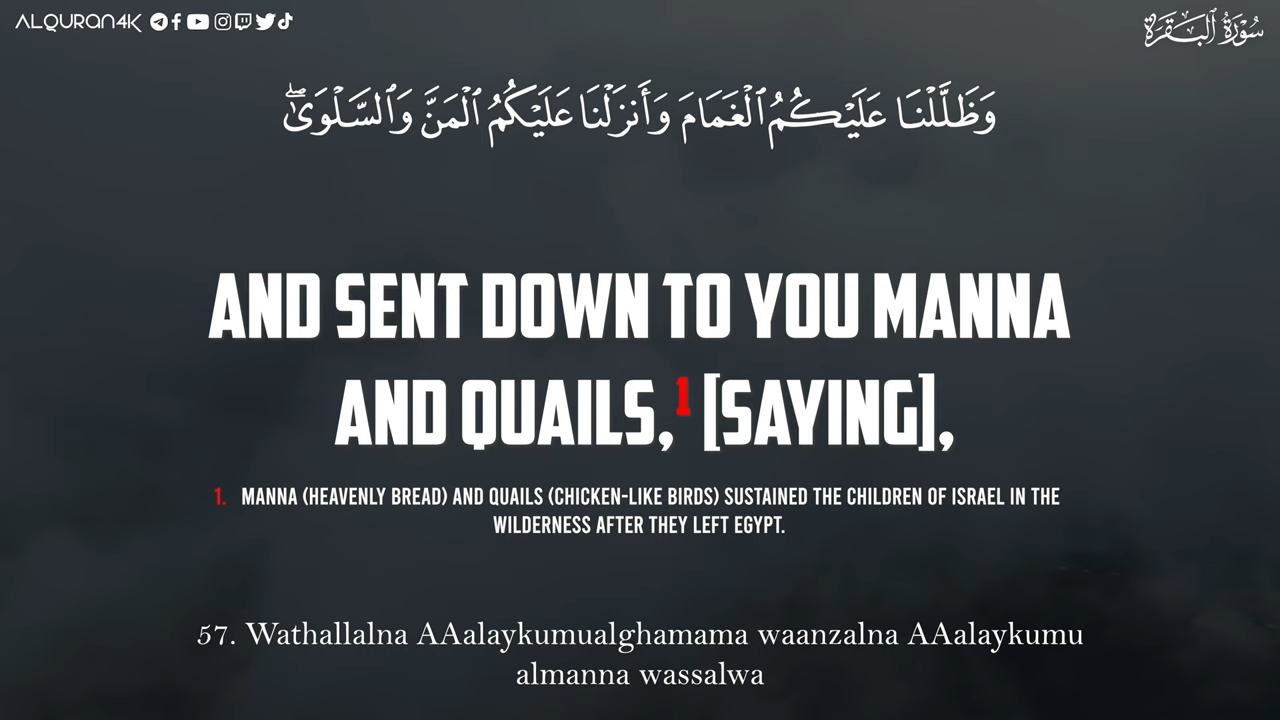 ALQURAN4K
سُورَةُ ٱلْبَقَرَةِ
وَظَلَّلْنَا عَلَيْكُمُ ٱلْغَمَامَ وَأَنزَلْنَا عَلَيْكُمُ ٱلْمَنَّ وَٱلسَّلْوَىٰۖ
AND SENT DOWN TO YOU MANNA
AND QUAILS,1 [SAYING],
1. MANNA (HEAVENLY BREAD) AND QUAILS (CHICKEN-LIKE BIRDS) SUSTAINED THE CHILDREN OF ISRAEL IN THE
WILDERNESS AFTER THEY LEFT EGYPT.
57. Wathallalna AAalaykumualghamama waanzalna AAalaykumu
almanna wassalwa